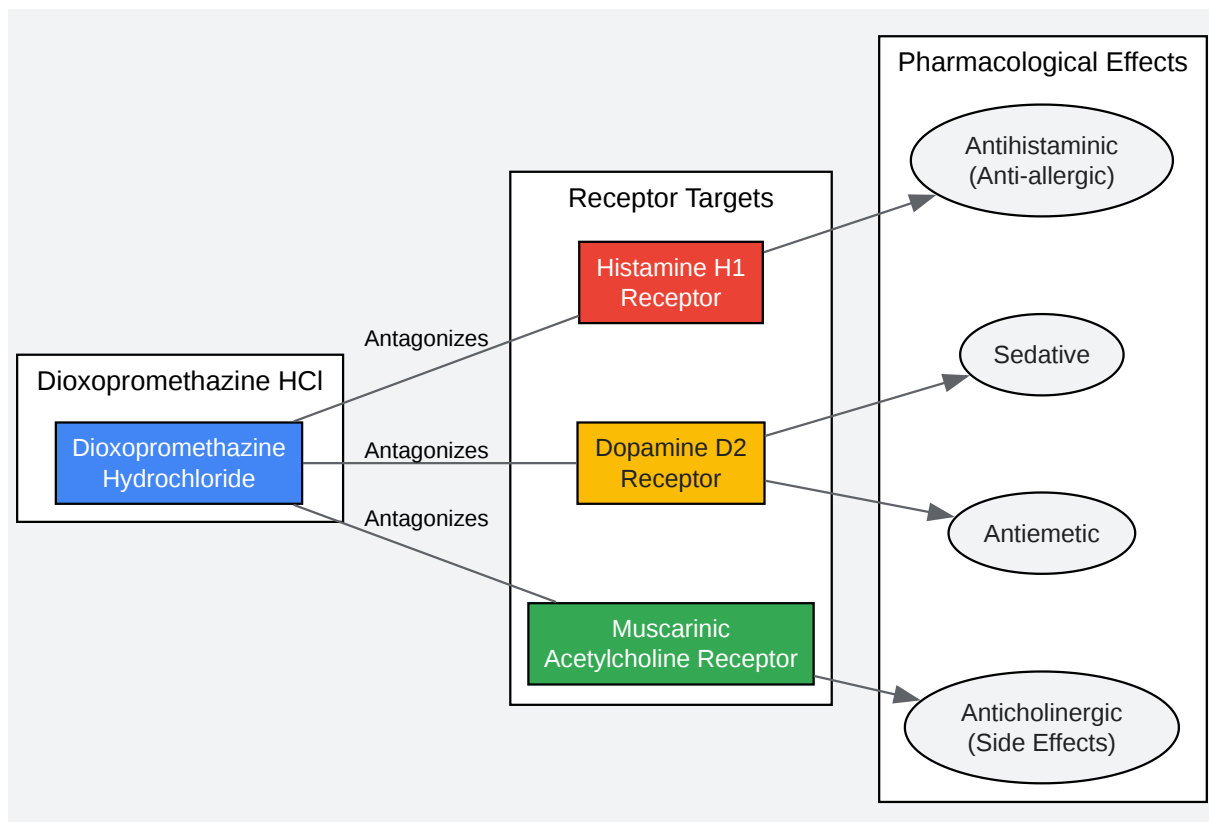 Dioxopromethazine HCl
Dioxopromethazine
Hydrochloride
Antagonizes
Antagonizes
Antagonizes
Receptor Targets
Histamine H1
Receptor
Dopamine D2
Receptor
Muscarinic
Acetylcholine Receptor
Pharmacological Effects
Antihistaminic
(Anti-allergic)
Sedative
Antiemetic
Anticholinergic
(Side Effects)